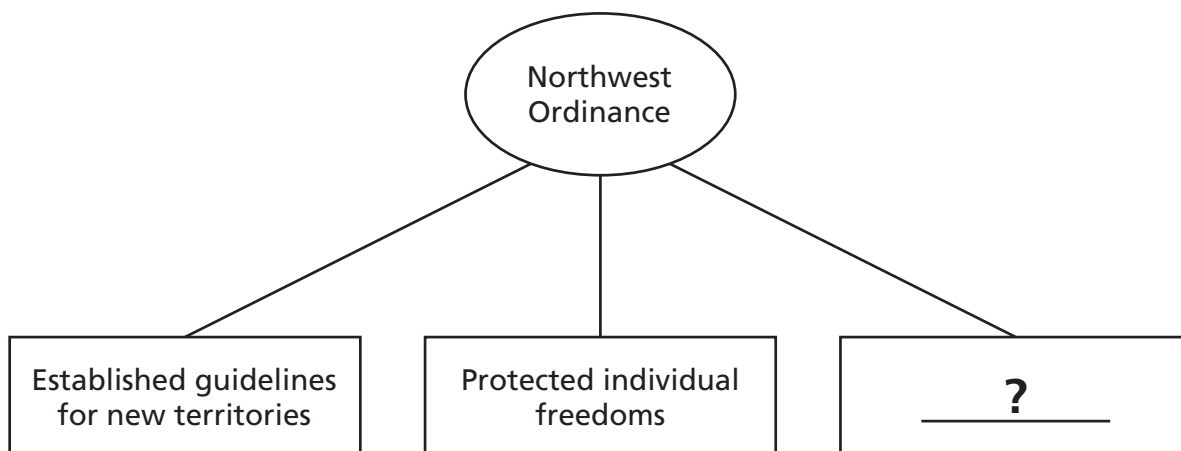 Northwest
Ordinance
Established guidelines
for new territories
Protected individual
freedoms
?